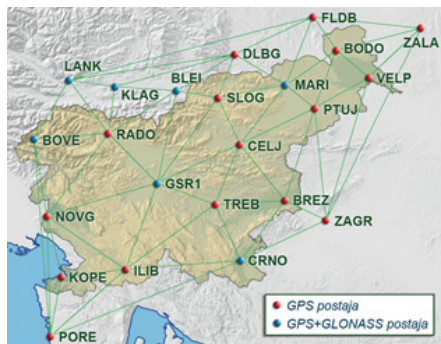 FLDB
BODO
ZALA
DLBG
LANK
BLEI
MARI
VELP
KLAG
SLOG
PTUJ
BOVE
RADO
CELJ
GSR1
TREB
BREZ
NOVG
ZAGR
KOPE
ILIB
CRNO
GPS postaja
GPS+GLONASS postaja
PORE